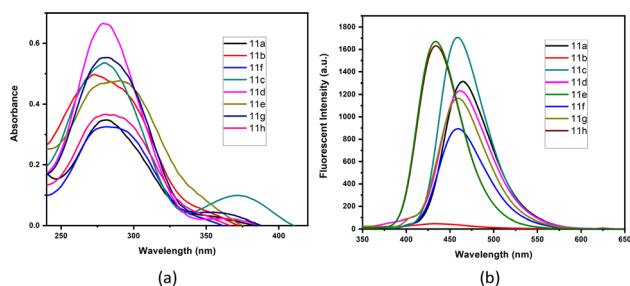 0.6
0.4
0.2
0.0
Absorbance
250
300
350
400
Wavelength (nm)
11a
11b
11f
11c
11d
11e
11g
11h
(a)
1800
1600
1400
1200
1000
800
600
400
200
0
Fluorescent Intensity (a.u.)
350
400
450
500
550
600
650
Wavelength (nm)
11a
11b
11c
11d
11e
11f
11g
11h
(b)